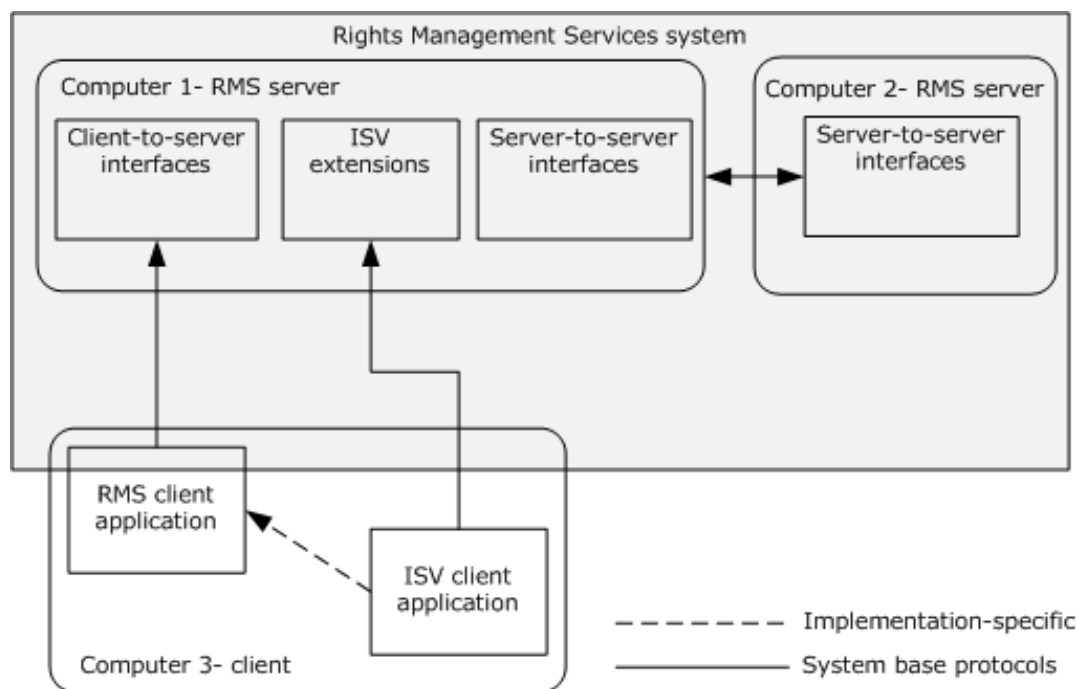 Rights Management Services system
Computer 1- RMS server
Computer 2- RMS server
Client-to-server
interfaces
ISV
extensions
Server-to-server
interfaces
Server-to-server
interfaces
RMS client
application
ISV client
application
Computer 3- client
Implementation-specific
System base protocols